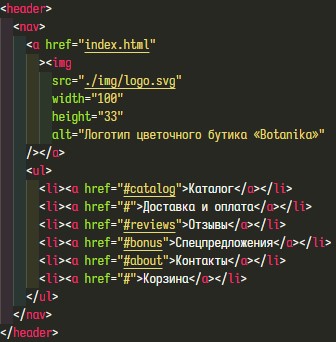 <header>
<nav>
<a href="index.html"
><img
src="./img/logo.svg"
width="100"
height="33"
alt="Логотип цветочного бутика «Botanika»"
/></a>
<ul>
<li><a href="#catalog">Каталог</a></li>
<li><a href="#">Доставка и оплата</a></li>
<li><a href="#reviews">Отзывы</a></li>
<li><a href="#bonus">Спецпредложения</a></li>
<li><a href="#about">Контакты</a></li>
<li><a href="#">Корзина</a></li>
</ul>
</nav>
</header>